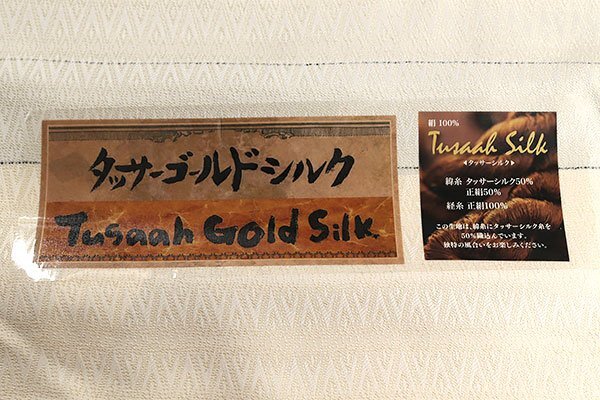 タッサーゴールドシルク
Tusaah Gold Silk.
絹 100%
Tusaah Silk
◀タッサーシルク▶
緯糸 タッサーシルク50%
正絹50%
経糸 正絹100%
この生地は、緯糸にタッサーシルク糸を
50%織込んでいます。
独特の風合いをお楽しみください。